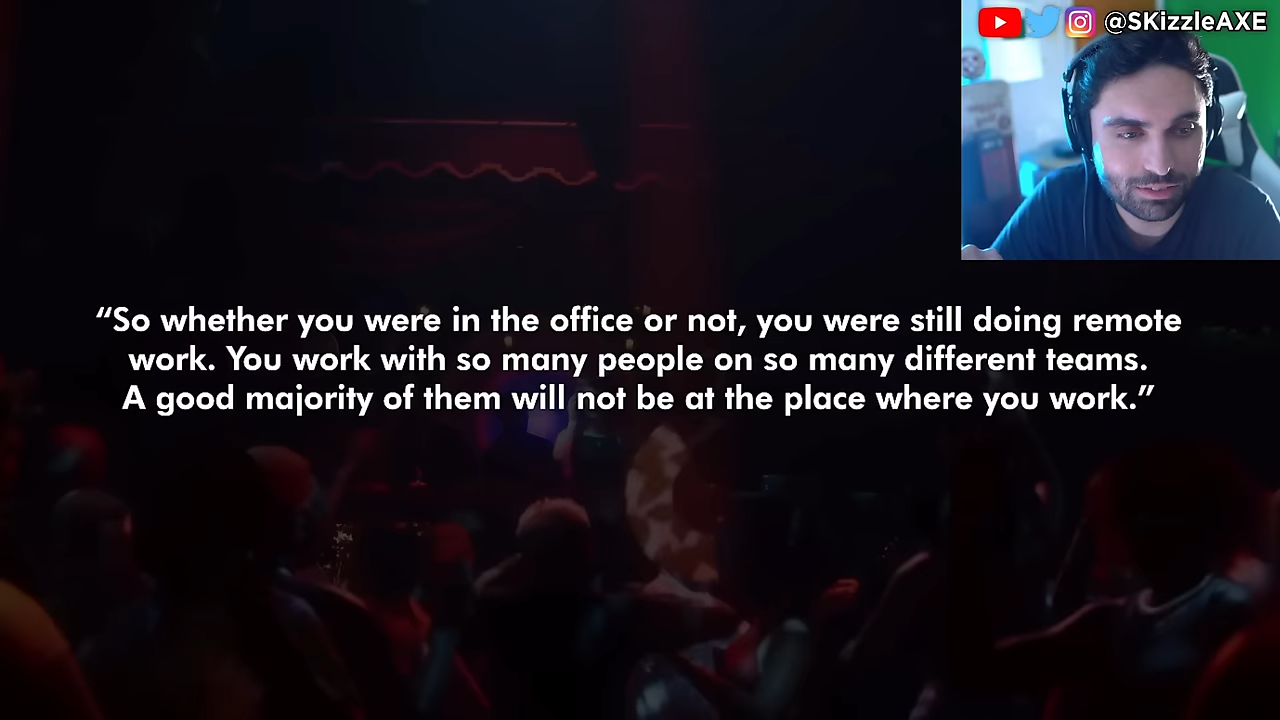 @SKizzleAXE
“So whether you were in the office or not, you were still doing remote
work. You work with so many people on so many different teams.
A good majority of them will not be at the place where you work.”